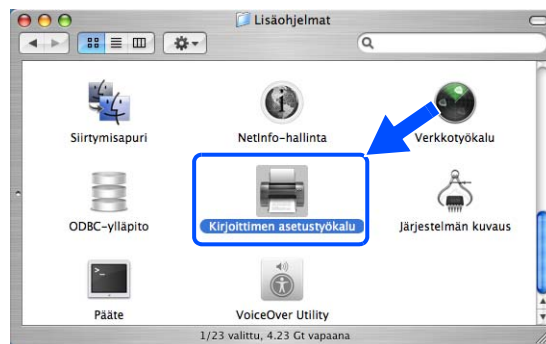 Lisäohjelmat
Siirtymisapuri
NetInfo-hallinta
Verkkotyökalu
ODBC-ylläpito
Kirjoittimen asetustyökalu
Järjestelmän kuvaus
Pääte
VoiceOver Utility
1/23 valittu, 4.23 Gt vapaana